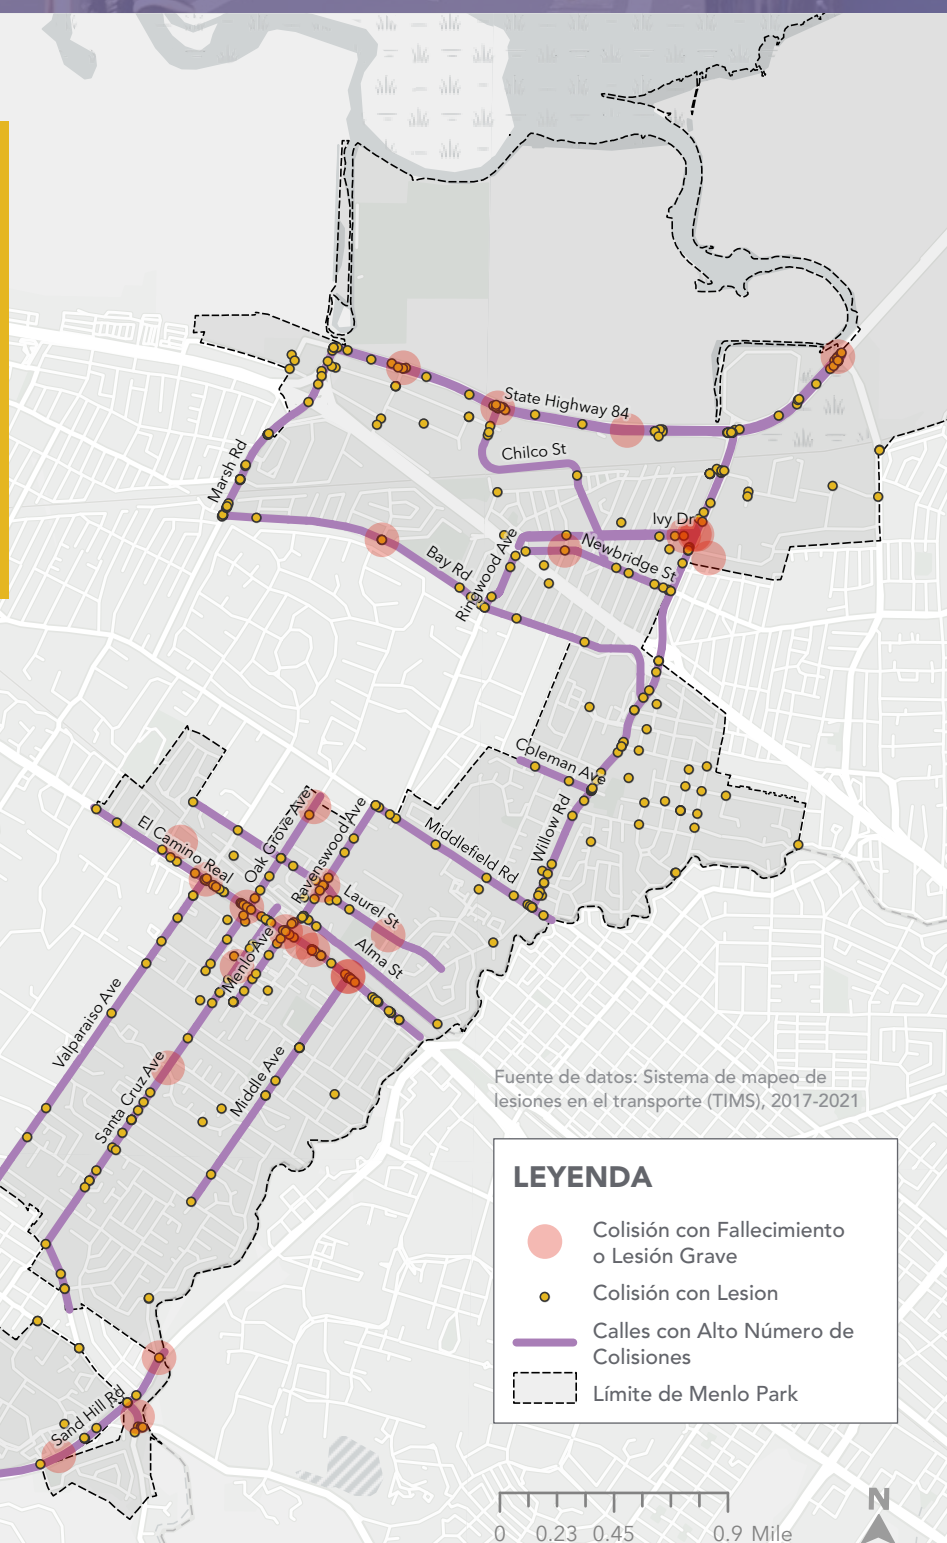 State Highway 84
Chilco St
Marsh Rd
Ivy Dr
Newbridge St
Bay Rd
Ringwood Ave
Coleman Ave
Willow Rd
Middlefield Rd
El Camino Real
Oak Grove Ave
Ravenswood Ave
Laurel St
Alma St
Menlo Ave
Valparaiso Ave
Santa Cruz Ave
Middle Ave
Sand Hill Rd
Fuente de datos: Sistema de mapeo de
lesiones en el transporte (TIMS), 2017-2021
LEYENDA
Colisión con Fallecimiento
o Lesión Grave
Colisión con Lesion
Calles con Alto Número de
Colisiones
Límite de Menlo Park
0 0.23 0.45 0.9 Mile
N